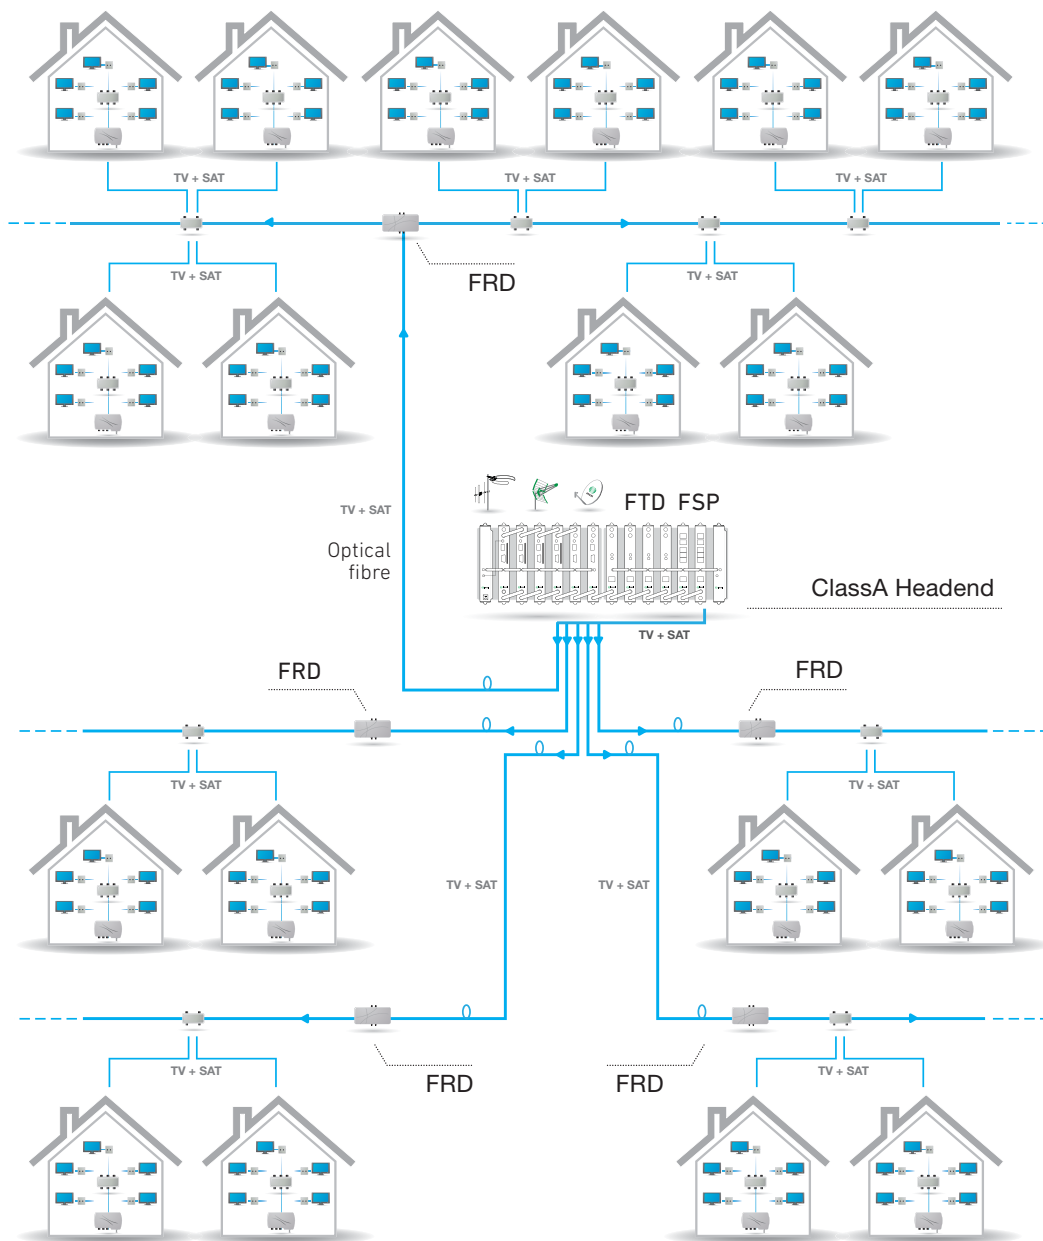 TV + SAT
TV + SAT
TV + SAT
FRD
TV + SAT
TV + SAT
FTD FSP
TV + SAT
Optical
fibre
ClassA Headend
TV + SAT
FRD
FRD
TV + SAT
TV + SAT
TV + SAT
TV + SAT
TV + SAT
TV + SAT
FRD
FRD